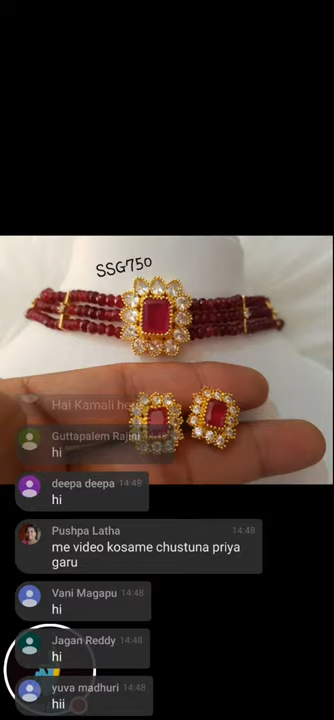 SSG750
Hai Kamali he
Guttapalem Rajini
hi
deepa deepa 14:48
hi
Pushpa Latha 14:48
me video kosame chustuna priya
garu
Vani Magapu 14:48
hi
Jagan Reddy 14:48
hi
yuva madhuri 14:48
hii